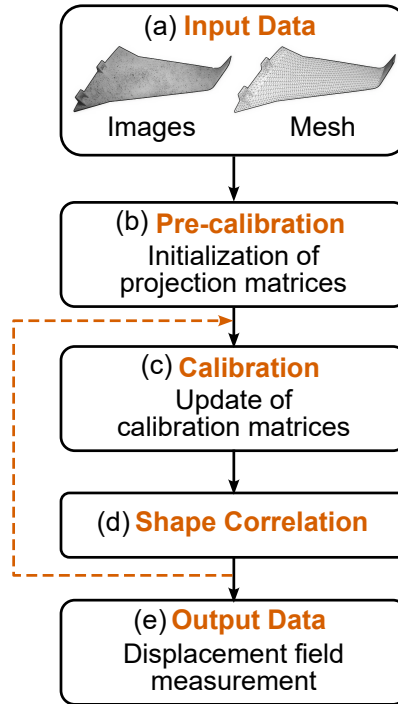 (a) Input Data
Images Mesh
(b) Pre-calibration
Initialization of
projection matrices
(c) Calibration
Update of
calibration matrices
(d) Shape Correlation
(e) Output Data
Displacement field
measurement